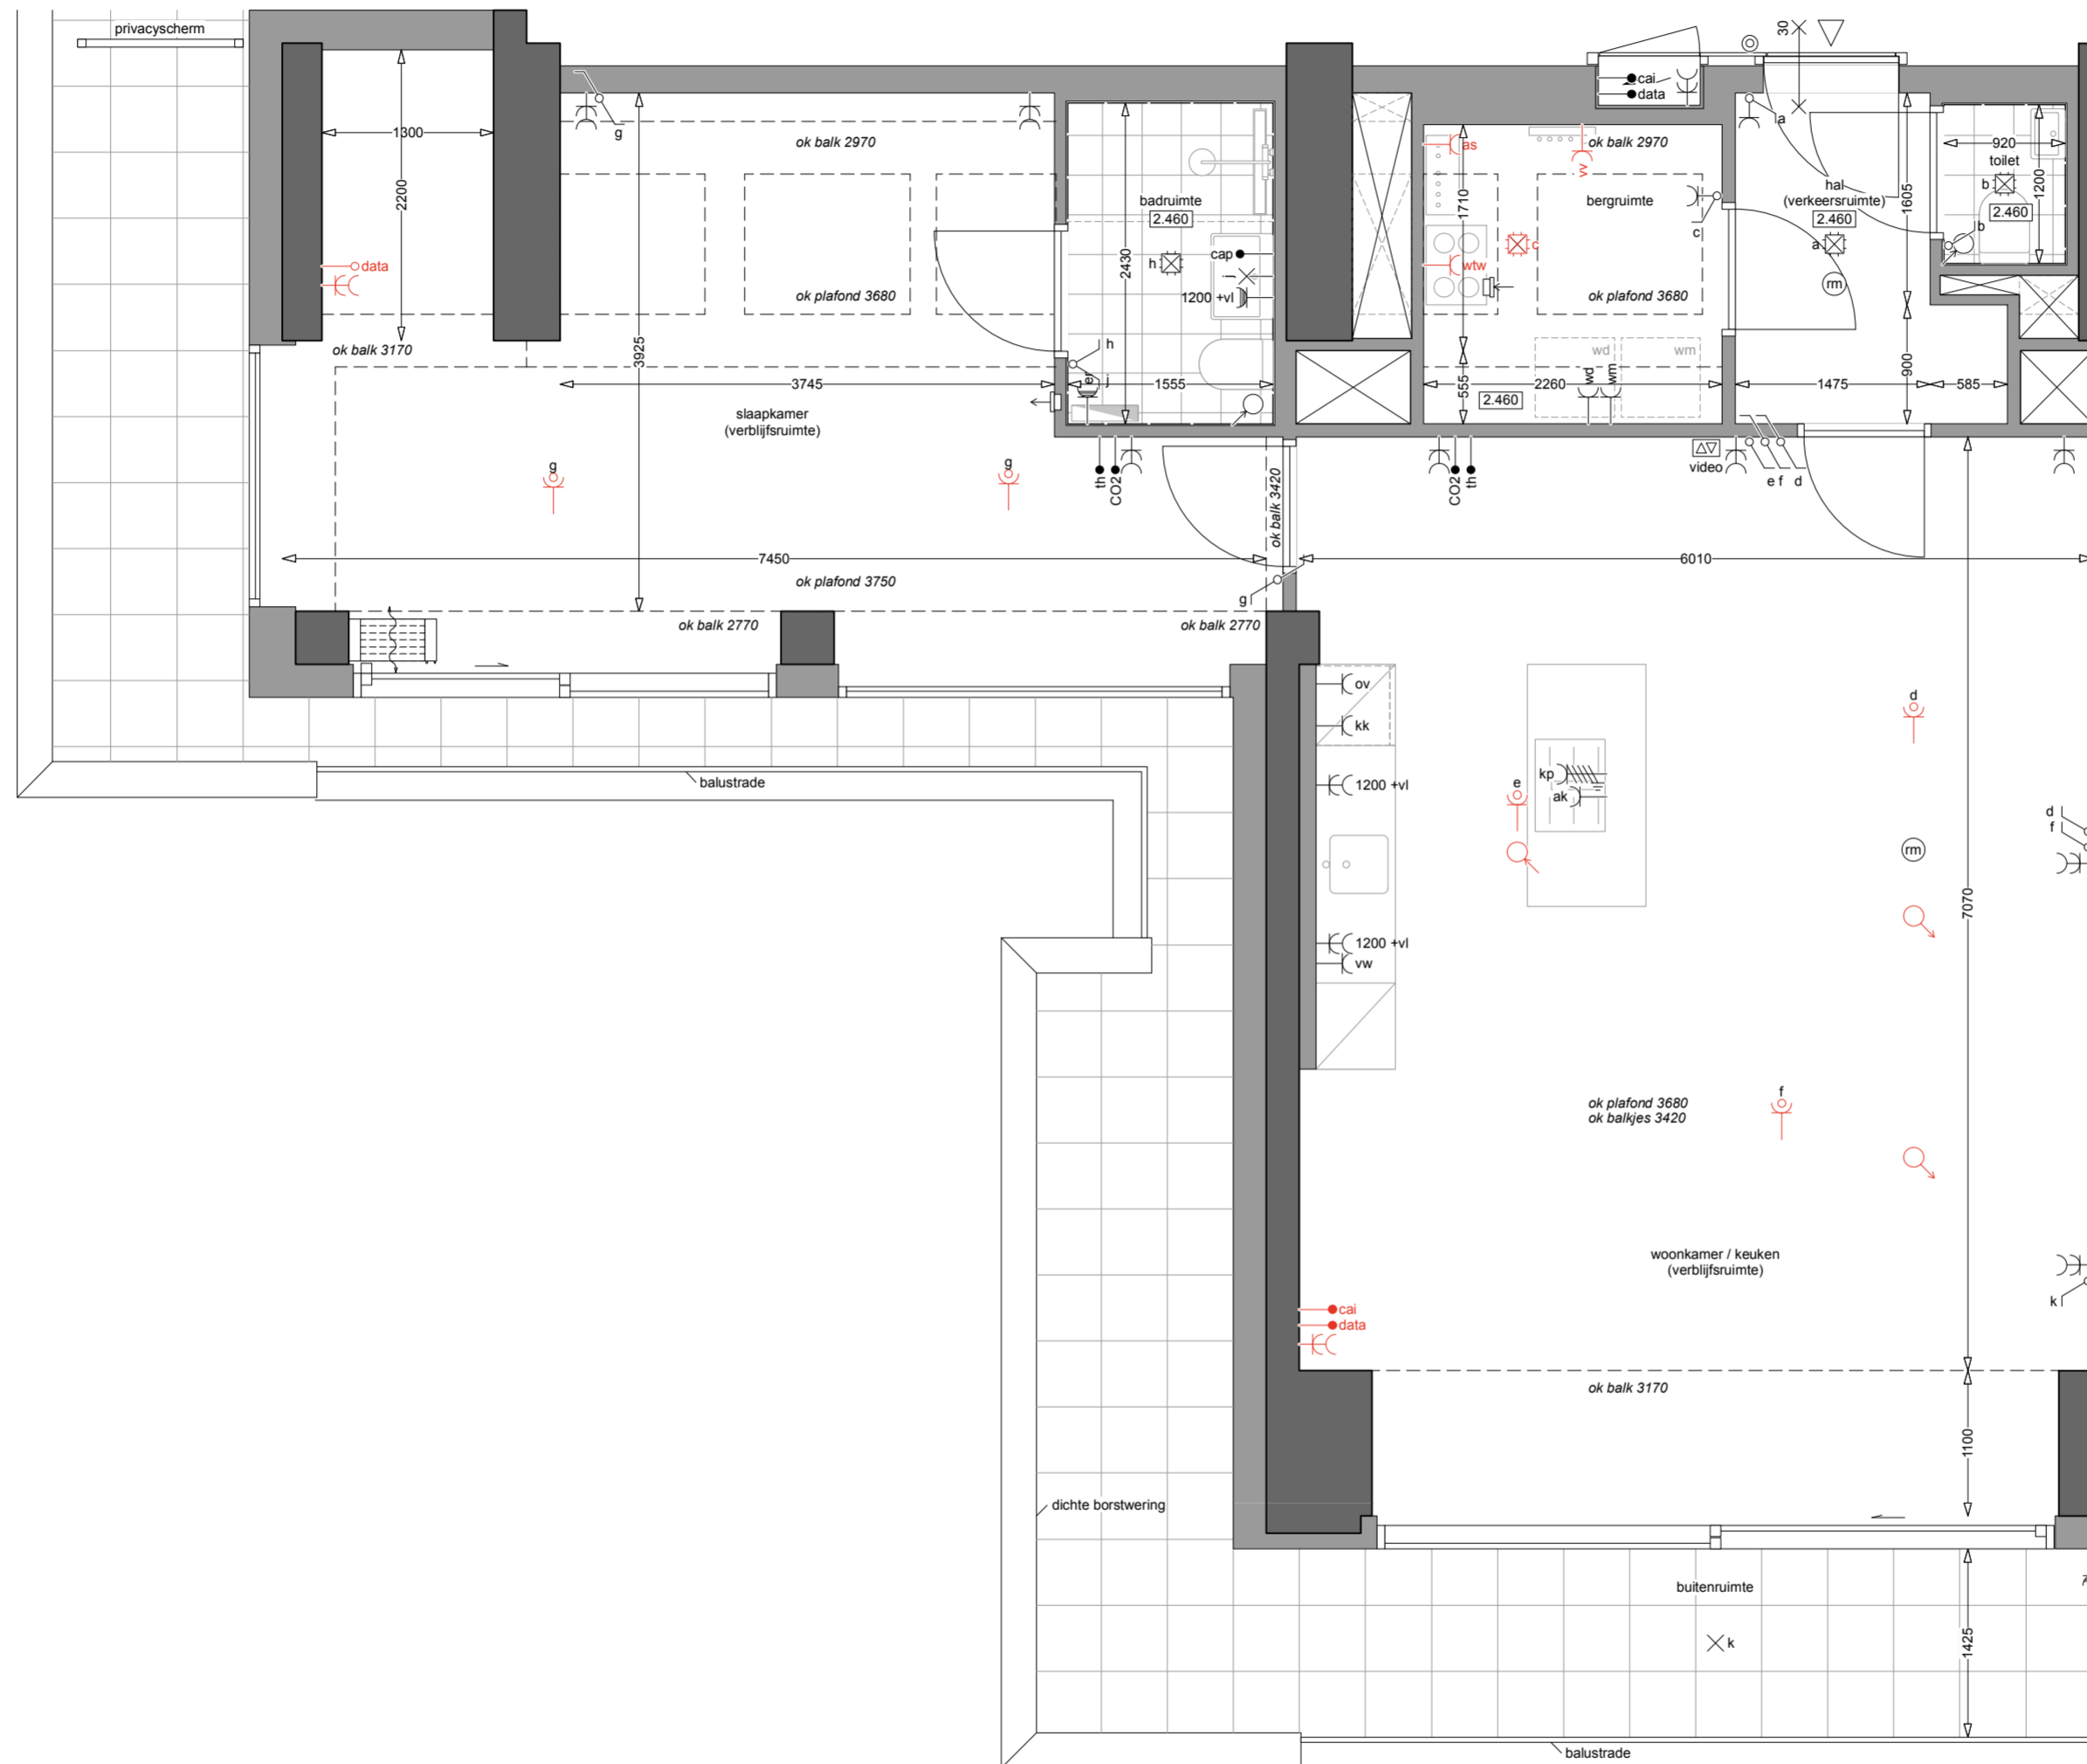 privacyscherm
30
cai
data
g
1300
2200
ok balk 2970
as
vv
ok balk 2970
a
920
toilet
b
1200
2.460
b
hal
(verkeersruimte)
2.460
a
rm
1605
900
badruimte
2.460
h
cap
j
1200 +vl
2430
1710
bergruimte
c
c
wtw
data
ok plafond 3680
ok plafond 3680
ok balk 3170
3925
3745
h
er
j
1555
555
2260
2.460
wd
wm
wd
wm
1475
585
slaapkamer
(verblijfsruimte)
g
g
th
CO2
ok balk 3420
CO2
th
video
e f d
7450
6010
ok plafond 3750
g
ok balk 2770
ok balk 2770
ov
kk
d
balustrade
kp
ak
1200 +vl
e
d
f
rm
7070
1200 +vl
vw
ok plafond 3680
ok balkjes 3420
f
woonkamer / keuken
(verblijfsruimte)
k
cai
data
ok balk 3170
1100
dichte borstwering
buitenruimte
k
1425
balustrade